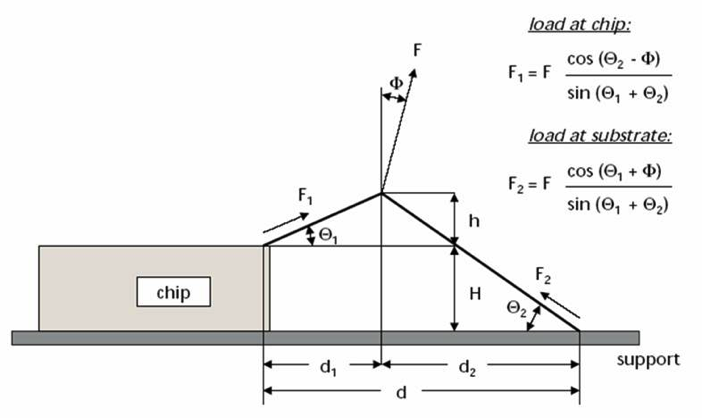 load at chip:
F₁ = F cos (Θ₂ - Φ)
sin (Θ₁ + Θ₂)
load at substrate:
F₂ = F cos (Θ₁ + Φ)
sin (Θ₁ + Θ₂)
F
Φ
F₁
Θ₁
h
chip
H
F₂
Θ₂
support
d₁
d₂
d